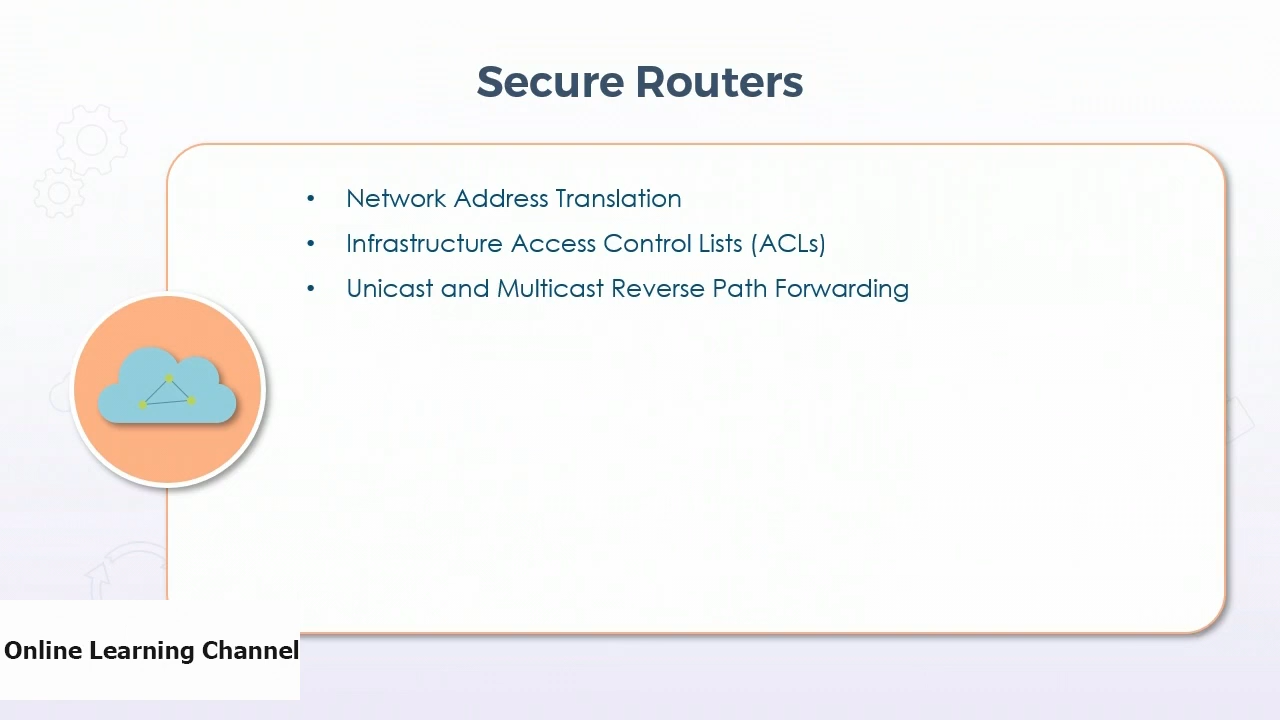 Secure Routers
• Network Address Translation
• Infrastructure Access Control Lists (ACLs)
• Unicast and Multicast Reverse Path Forwarding
Online Learning Channel